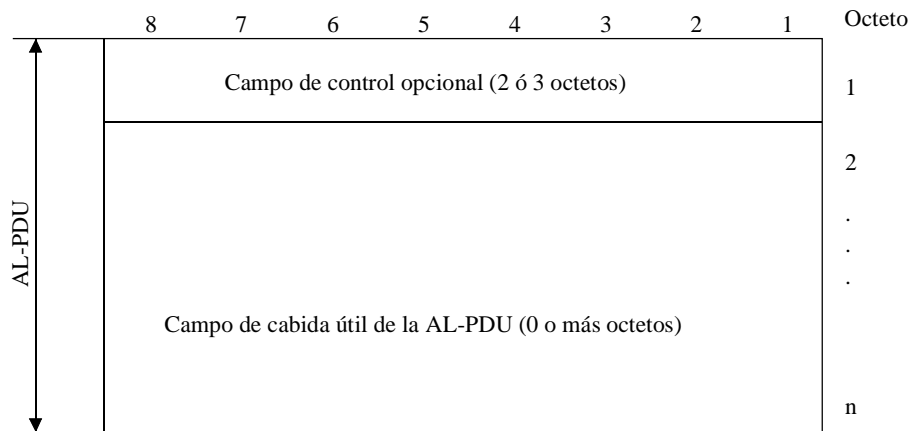 8 7 6 5 4 3 2 1 Octeto
Campo de control opcional (2 ó 3 octetos) 1
2
.
.
.
AL-PDU
Campo de cabida útil de la AL-PDU (0 o más octetos)
n